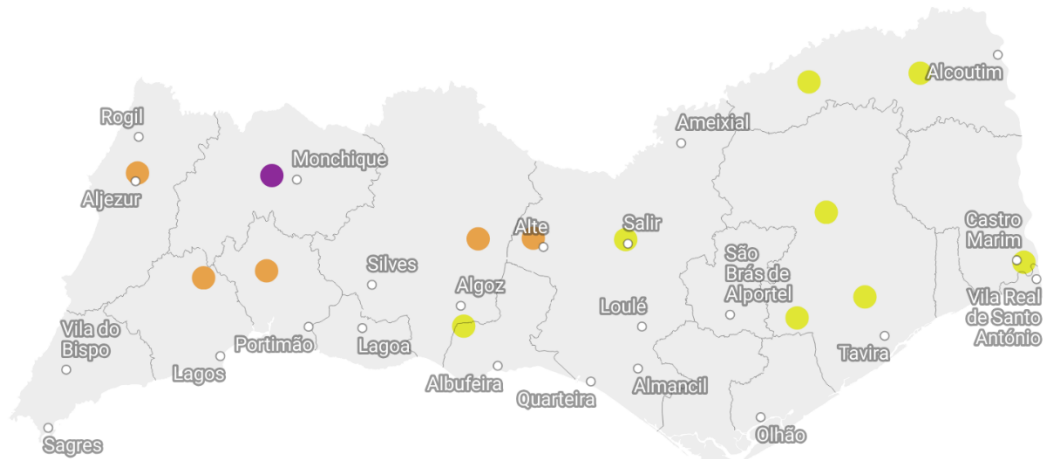 Alcoutim
Rogil
Ameixial
Monchique
Aljezur
Alte
Salir
Castro
Marim
São
Brás de
Alportel
Silves
Algoz
Loulé
Vila Real
de Santo
António
Vila do
Bispo
Portimão
Lagoa
Tavira
Lagos
Albufeira
Almancil
Quarteira
Olhão
Sagres